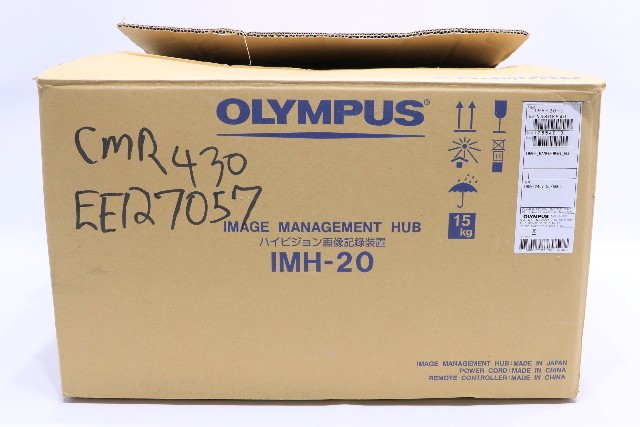 OLYMPUS®
CMR 430
EE127057
IMAGE MANAGEMENT HUB
ハイビジョン画像記録装置
IMH-20
15
kg
OLYMPUS
IMAGE MANAGEMENT HUB:MADE IN JAPAN
POWER CORD:MADE IN CHINA
REMOTE CONTROLLER:MADE IN CHINA